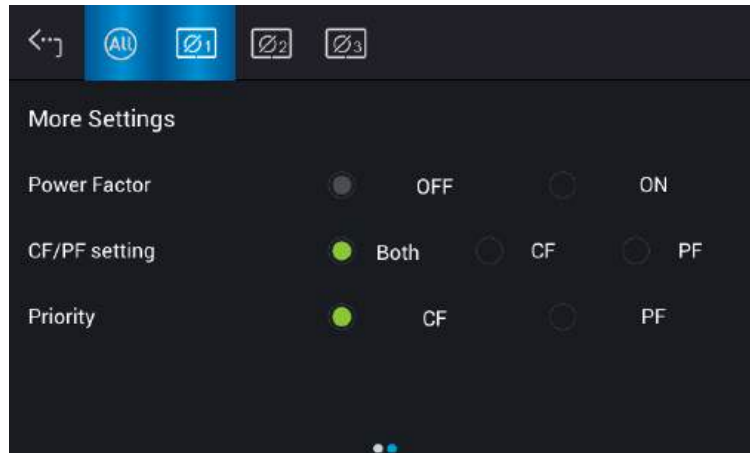 All Ø1 Ø2 Ø3
More Settings
Power Factor OFF ON
CF/PF setting Both CF PF
Priority CF PF